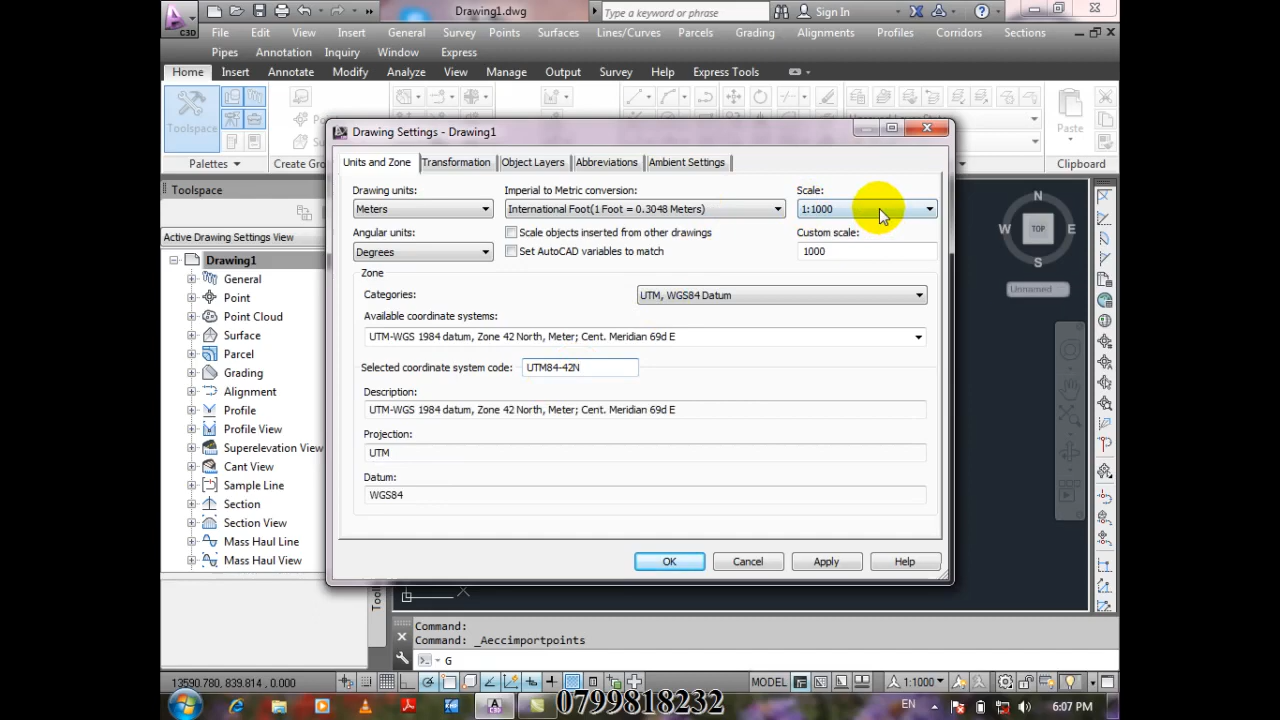 Drawing1.dwg
Type a keyword or phrase
Sign In
C3D
File Edit View Insert General Survey Points Surfaces Lines/Curves Parcels Grading Alignments Profiles Corridors Sections
Pipes Annotation Inquiry Window Express
Home Insert Annotate Modify Analyze View Manage Output Survey Help Express Tools
Toolspace
Paste
Palettes
Create Gro
Clipboard
Drawing Settings - Drawing1
Units and Zone Transformation Object Layers Abbreviations Ambient Settings
Drawing units: Imperial to Metric conversion: Scale:
Meters International Foot(1 Foot = 0.3048 Meters) 1:1000
Angular units: Scale objects inserted from other drawings Custom scale:
Degrees Set AutoCAD variables to match 1000
Zone
Categories: UTM, WGS84 Datum
Available coordinate systems:
UTM-WGS 1984 datum, Zone 42 North, Meter; Cent. Meridian 69d E
Selected coordinate system code: UTM84-42N
Description:
UTM-WGS 1984 datum, Zone 42 North, Meter; Cent. Meridian 69d E
Projection:
UTM
Datum:
WGS84
OK Cancel Apply Help
Toolspace
Active Drawing Settings View
Drawing1
General
Point
Point Cloud
Surface
Parcel
Grading
Alignment
Profile
Profile View
Superelevation View
Cant View
Sample Line
Section
Section View
Mass Haul Line
Mass Haul View
N
W TOP E
S
Unnamed
Command:
Command: _Aeccimportpoints
G
13590.780, 839.814 , 0.000
MODEL
1:1000
0799818232
EN
6:07 PM